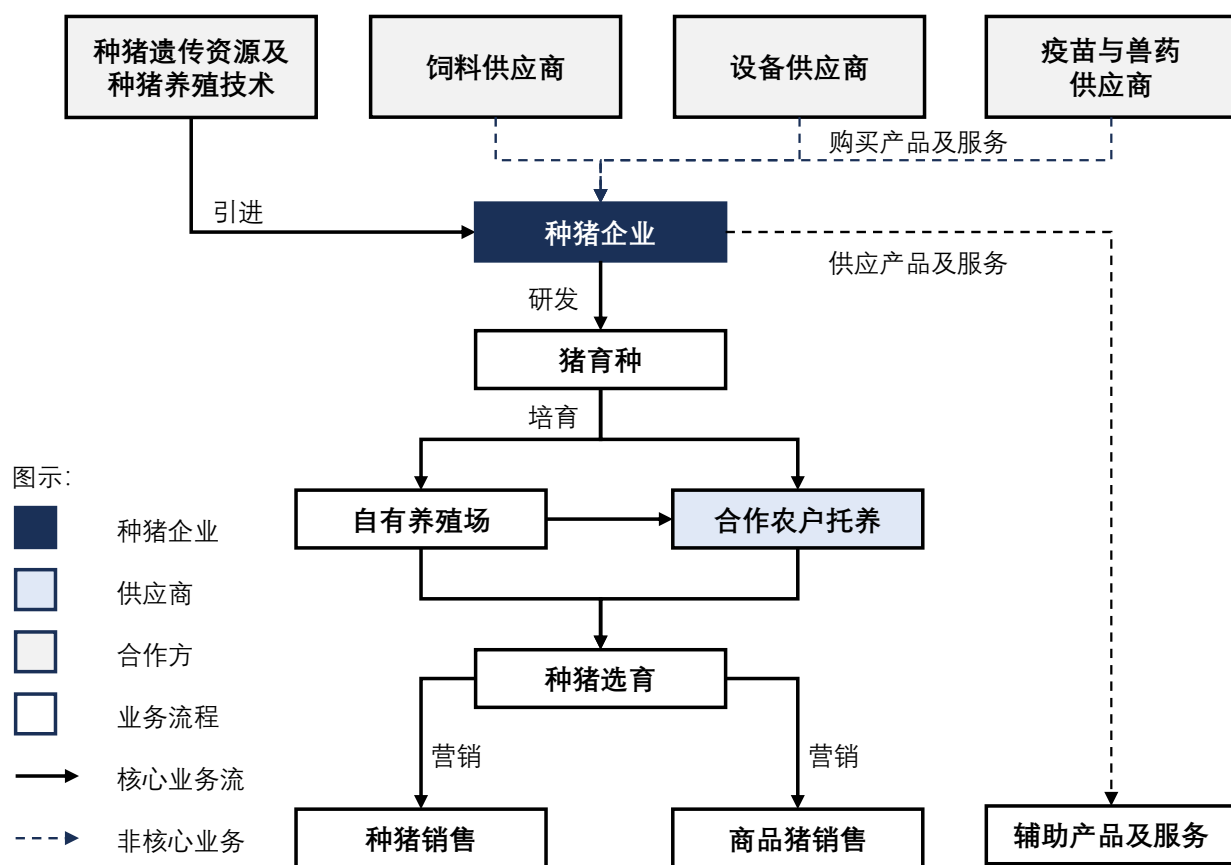 种猪遗传资源及
种猪养殖技术
饲料供应商
设备供应商
疫苗与兽药
供应商
购买产品及服务
引进
种猪企业
供应产品及服务
研发
猪育种
培育
图示：
自有养殖场
合作农户托养
种猪企业
供应商
合作方
种猪选育
业务流程
营销
营销
核心业务流
非核心业务
种猪销售
商品猪销售
辅助产品及服务